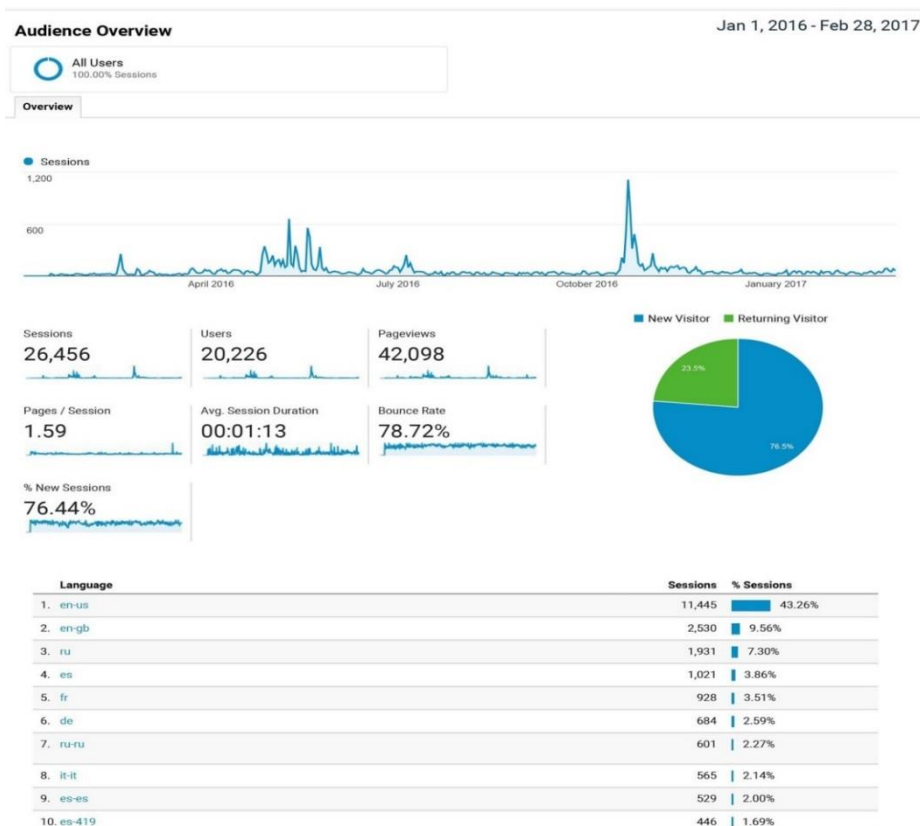 Audience Overview
Jan 1, 2016 - Feb 28, 2017
All Users
100.00% Sessions
Overview
Sessions
1,200
600
April 2016
July 2016
October 2016
January 2017
Sessions
26,456
Users
20,226
Pageviews
42,098
Pages / Session
1.59
Avg. Session Duration
00:01:13
Bounce Rate
78.72%
% New Sessions
76.44%
New Visitor
Returning Visitor
23.5%
76.5%
Language Sessions % Sessions
1. en-us 11,445 43.26%
2. en-gb 2,530 9.56%
3. ru 1,931 7.30%
4. es 1,021 3.86%
5. fr 928 3.51%
6. de 684 2.59%
7. ru-ru 601 2.27%
8. it-it 565 2.14%
9. es-es 529 2.00%
10. es-419 446 1.69%